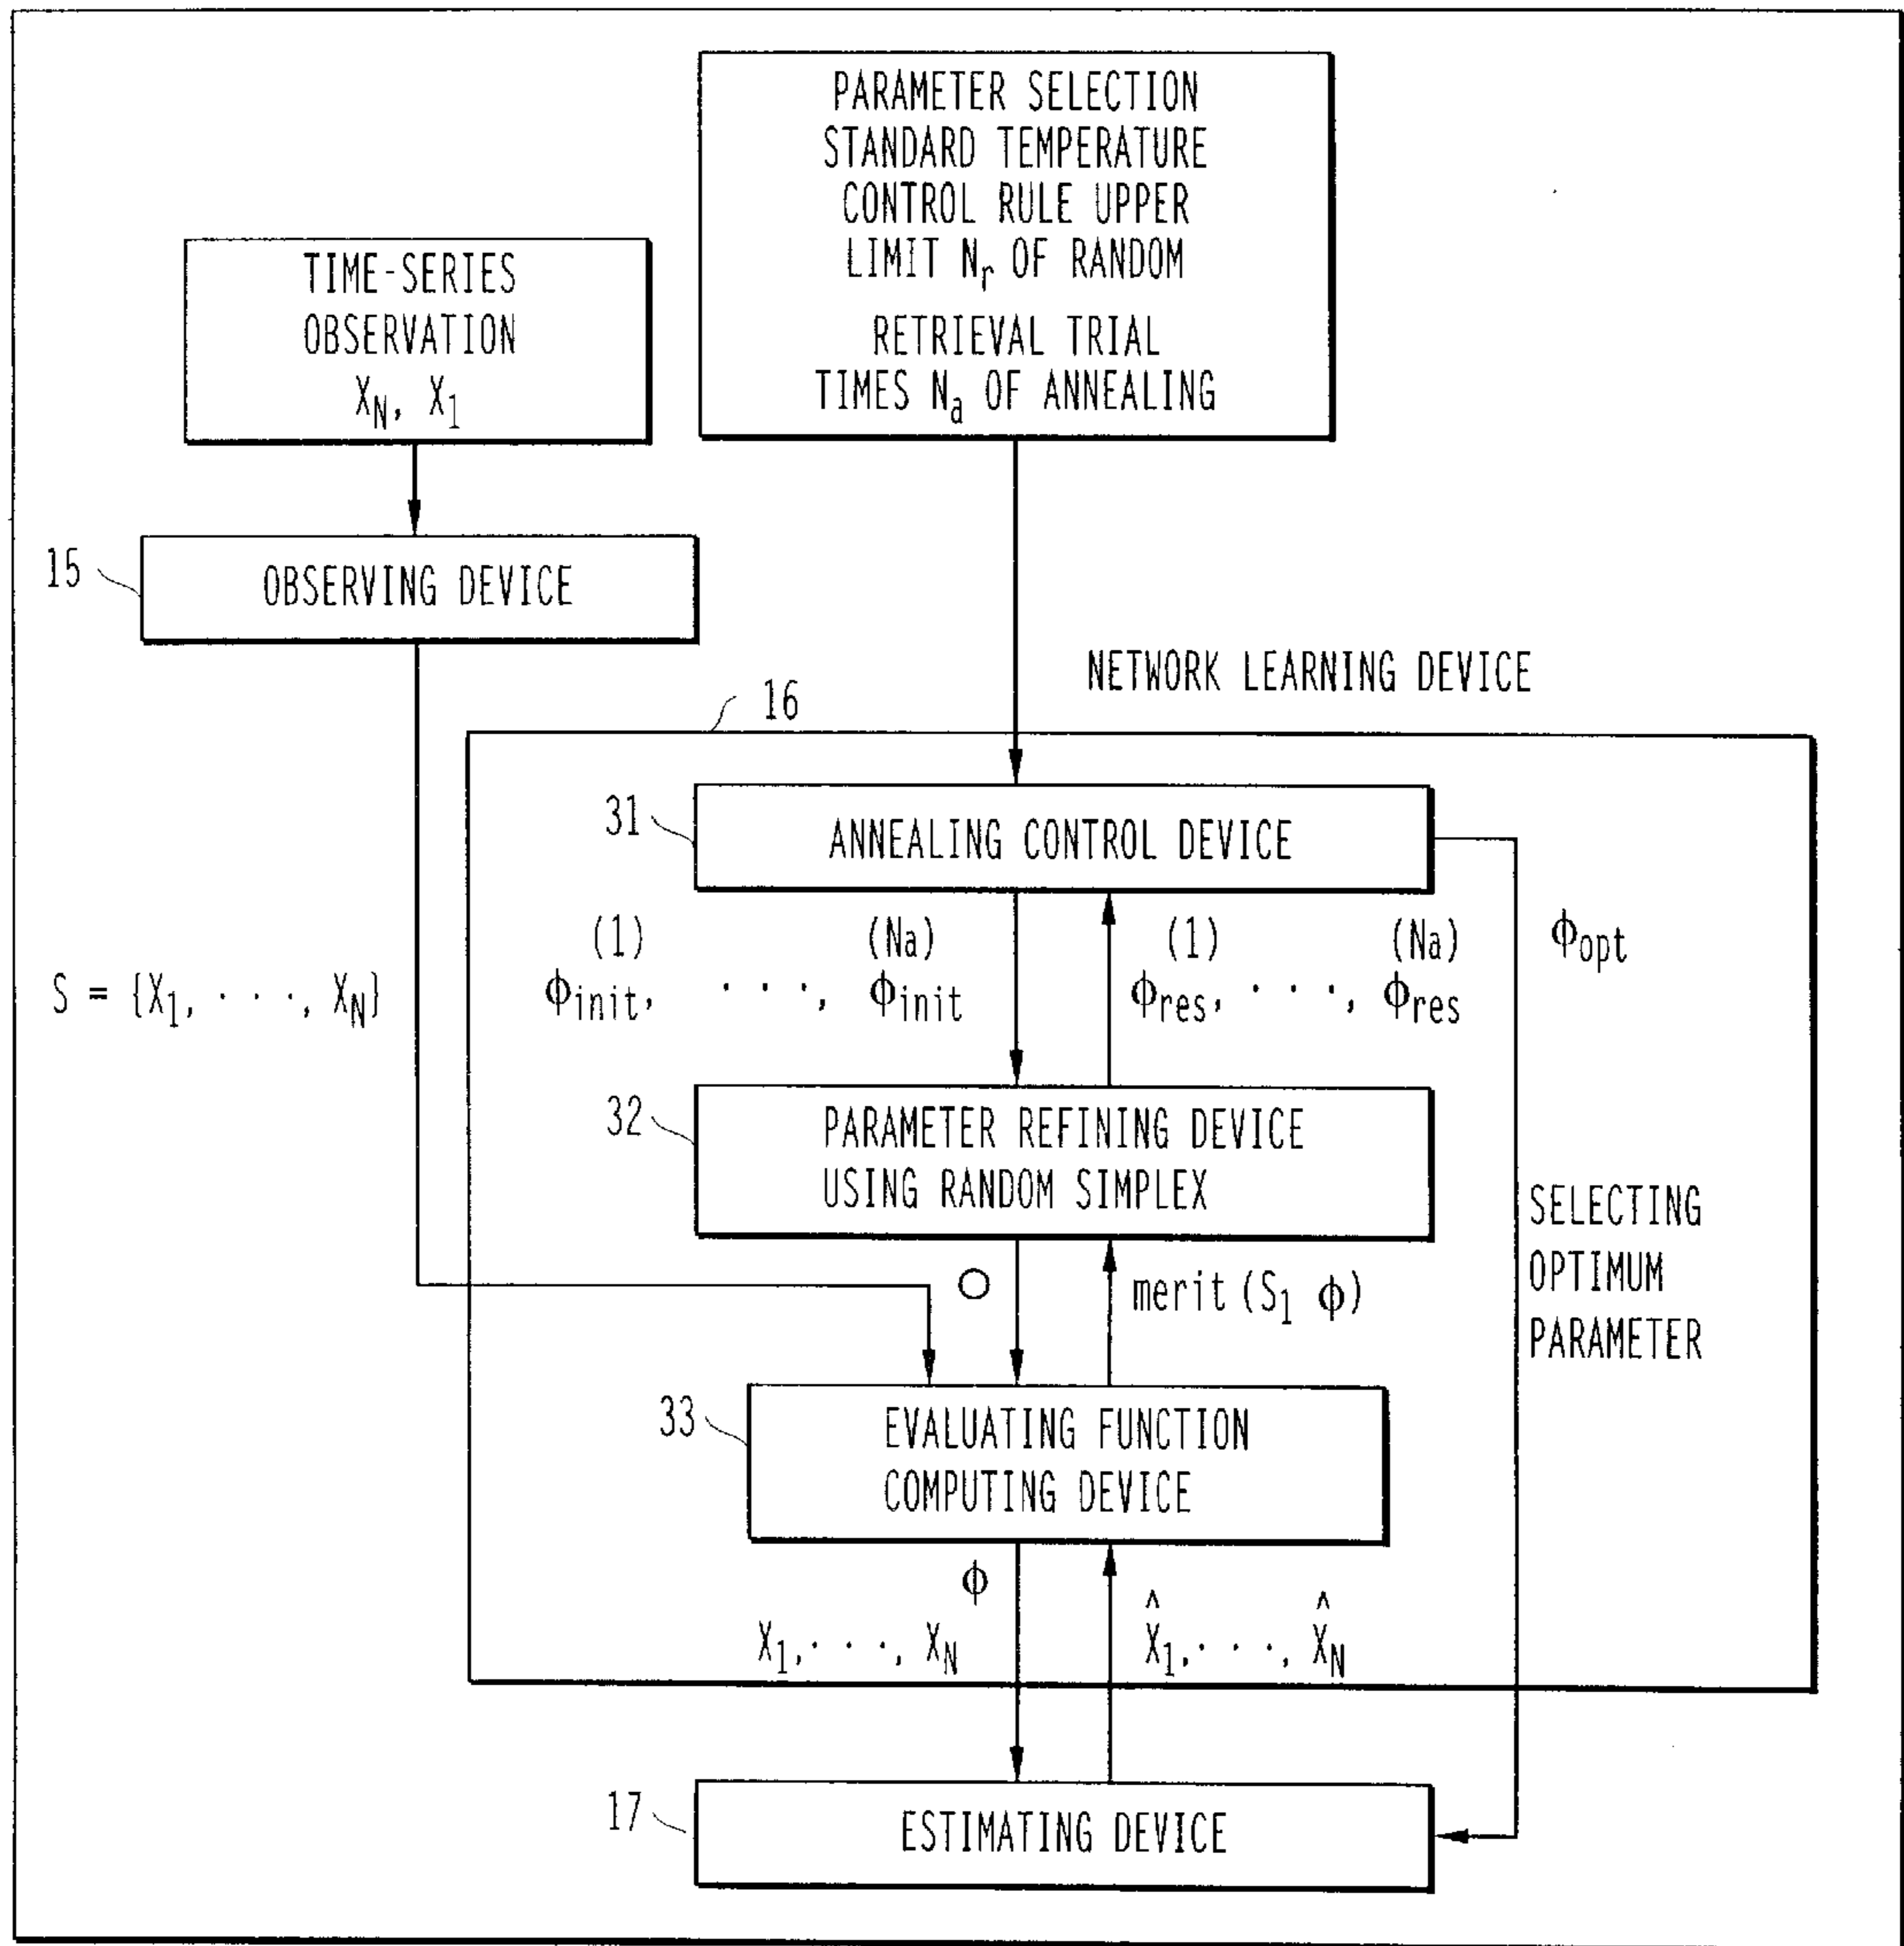 PARAMETER SELECTION
STANDARD TEMPERATURE
CONTROL RULE UPPER
LIMIT Nr OF RANDOM
RETRIEVAL TRIAL
TIMES Na OF ANNEALING
TIME-SERIES
OBSERVATION
XN, X1
15
OBSERVING DEVICE
NETWORK LEARNING DEVICE
16
31
ANNEALING CONTROL DEVICE
S = {X1, · · ·, XN}
(1) (Na)
ϕinit, · · ·, ϕinit
(1) (Na)
ϕres, · · ·, ϕres
ϕopt
32
PARAMETER REFINING DEVICE
USING RANDOM SIMPLEX
SELECTING
OPTIMUM
PARAMETER
O
merit (S1 ϕ)
33
EVALUATING FUNCTION
COMPUTING DEVICE
ϕ
X1, · · ·, XN
X̂1, · · ·, X̂N
17
ESTIMATING DEVICE